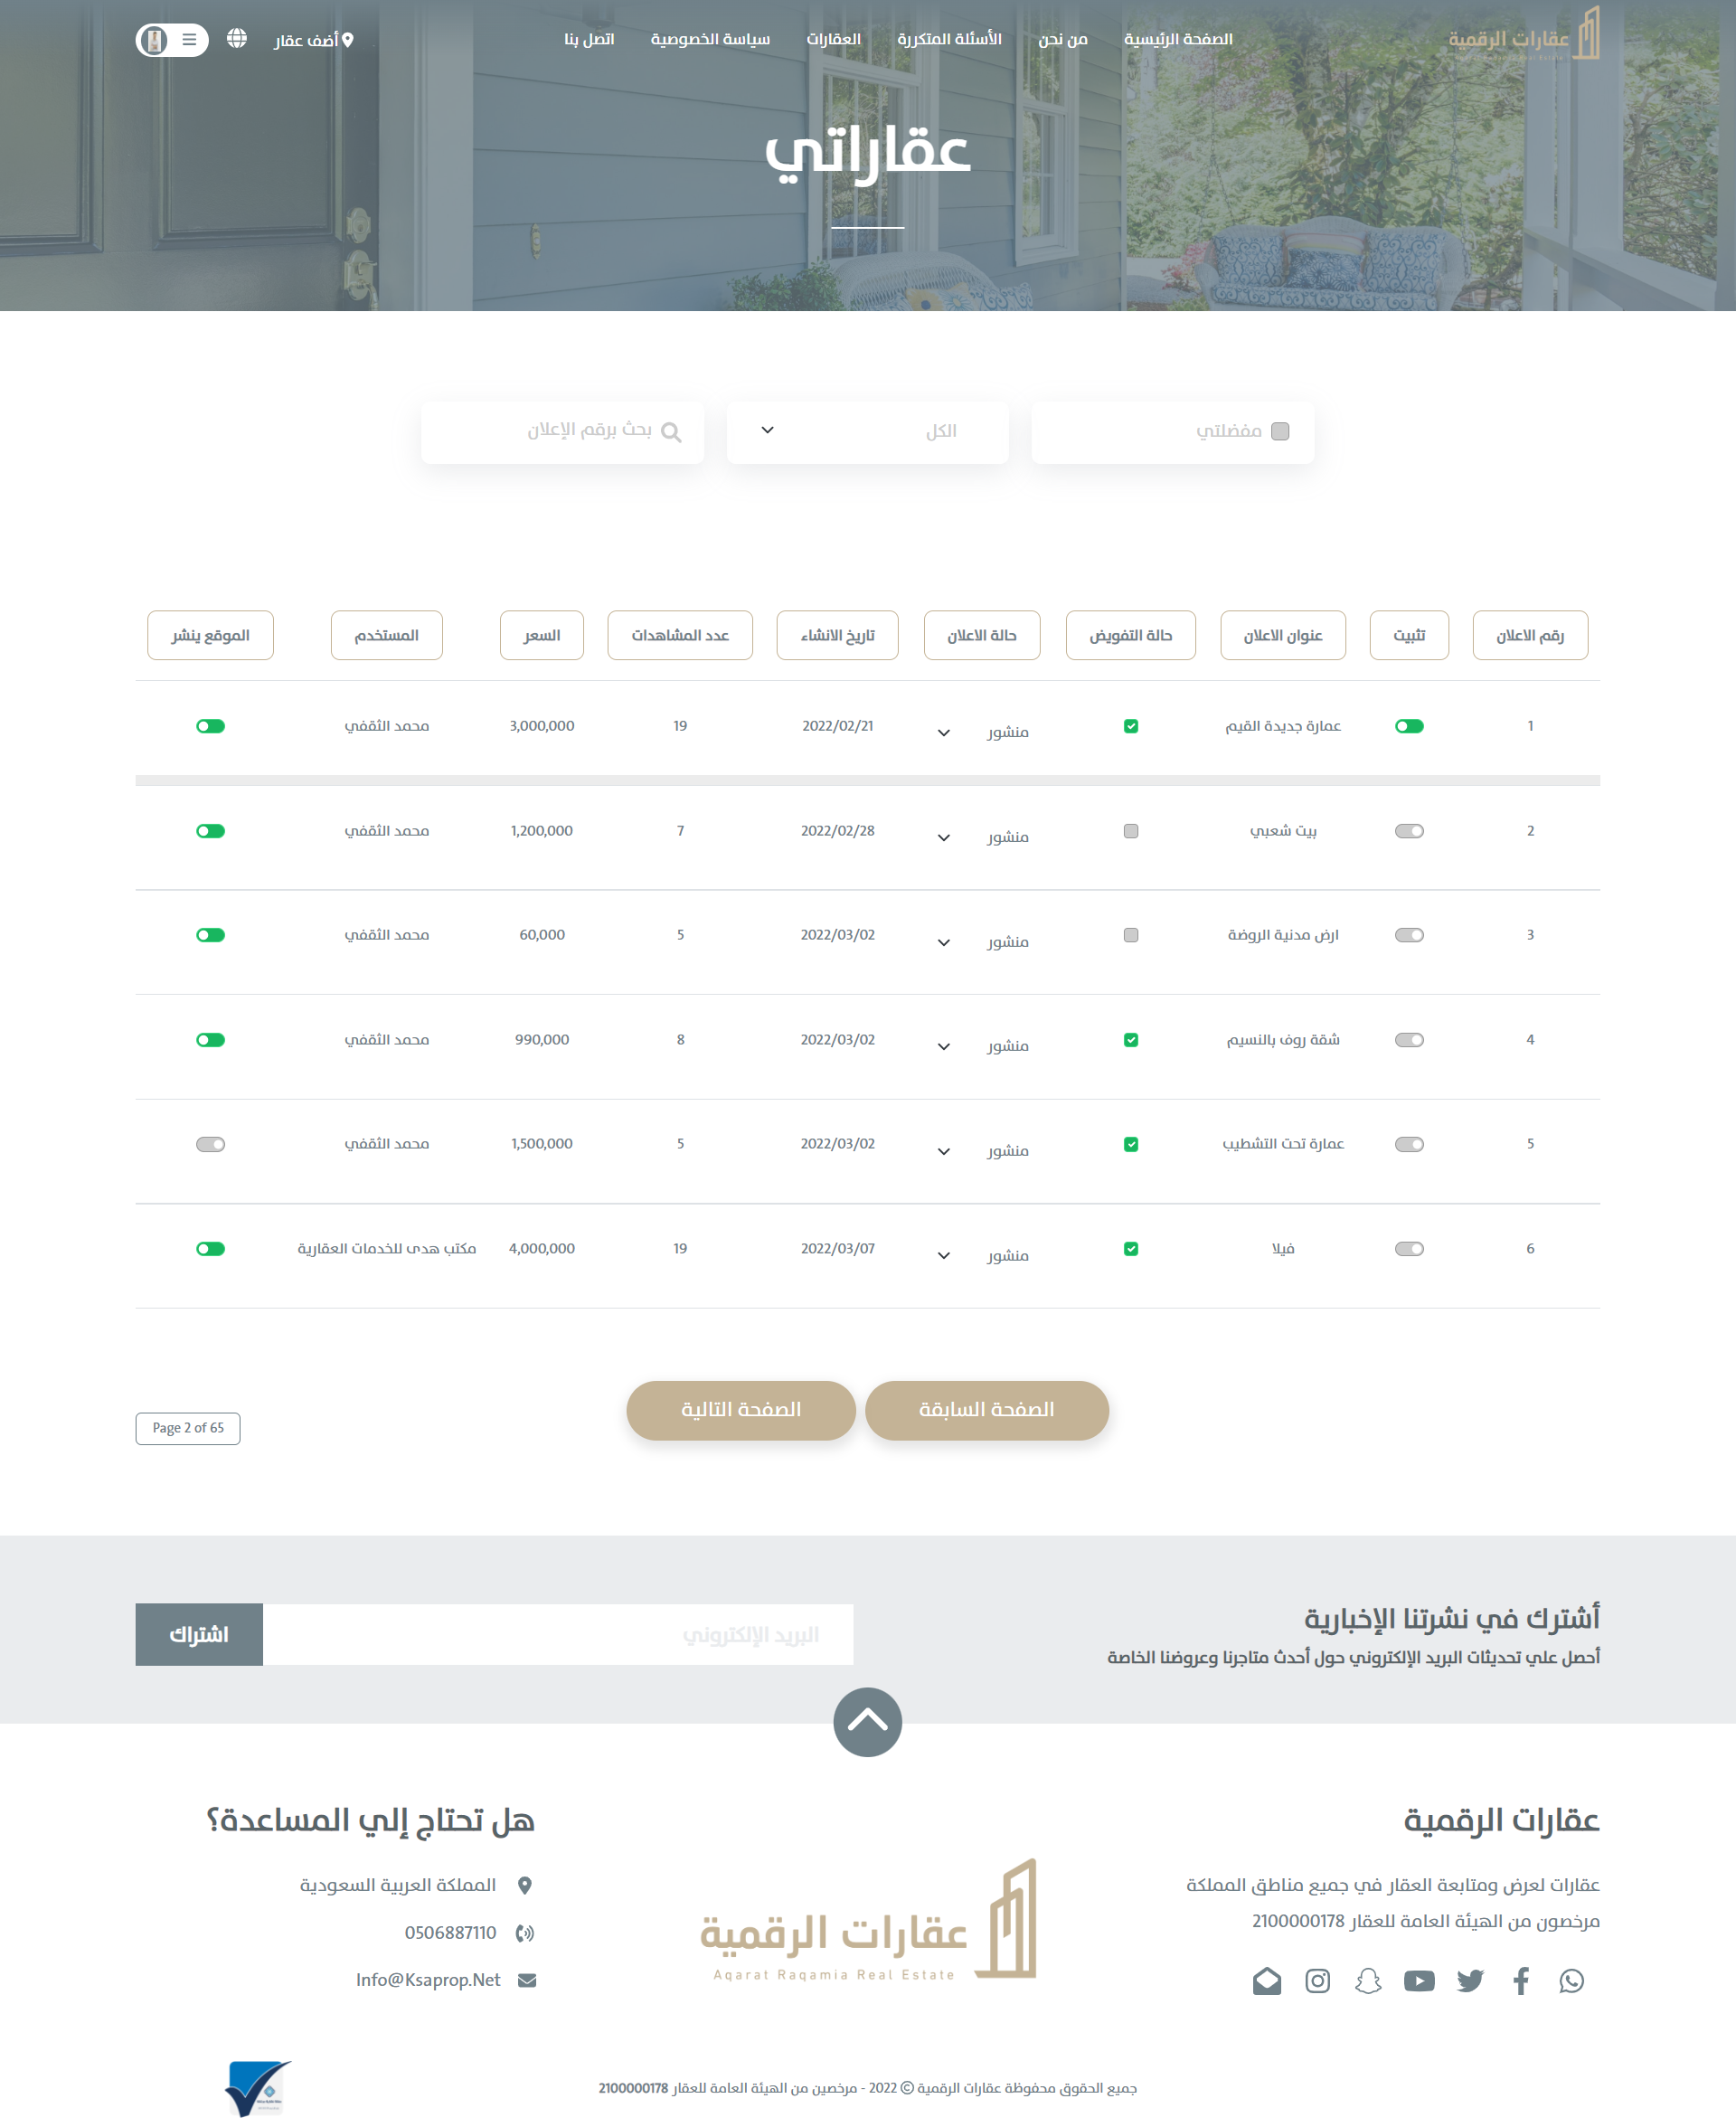 عقارات الرقمية
الصفحة الرئيسية
من نحن
الأسئلة المتكررة
العقارات
سياسة الخصوصية
اتصل بنا
أضف عقار
عقاراتي
مفضلتي
الكل
بحث برقم الإعلان
رقم الاعلان تثبيت عنوان الاعلان حالة التفويض حالة الاعلان تاريخ الانشاء عدد المشاهدات السعر المستخدم الموقع ينشر
1 عمارة جديدة القيم منشور 2022/02/21 19 3,000,000 محمد الثقفي
2 بيت شعبي منشور 2022/02/28 7 1,200,000 محمد الثقفي
3 ارض مدنية الروضة منشور 2022/03/02 5 60,000 محمد الثقفي
4 شقة روف بالنسيم منشور 2022/03/02 8 990,000 محمد الثقفي
5 عمارة تحت التشطيب منشور 2022/03/02 5 1,500,000 محمد الثقفي
6 فيلا منشور 2022/03/07 19 4,000,000 مكتب هدى للخدمات العقارية
الصفحة السابقة
الصفحة التالية
Page 2 of 65
أشترك في نشرتنا الإخبارية
أحصل علي تحديثات البريد الإلكتروني حول أحدث متاجرنا وعروضنا الخاصة
البريد الإلكتروني
اشتراك
عقارات الرقمية
عقارات لعرض ومتابعة العقار في جميع مناطق المملكة
مرخصون من الهيئة العامة للعقار 2100000178
عقارات الرقمية
Aqarat Raqamia Real Estate
هل تحتاج إلي المساعدة؟
المملكة العربية السعودية
0506887110
Info@Ksaprop.Net
جميع الحقوق محفوظة عقارات الرقمية © 2022 - مرخصين من الهيئة العامة للعقار 2100000178